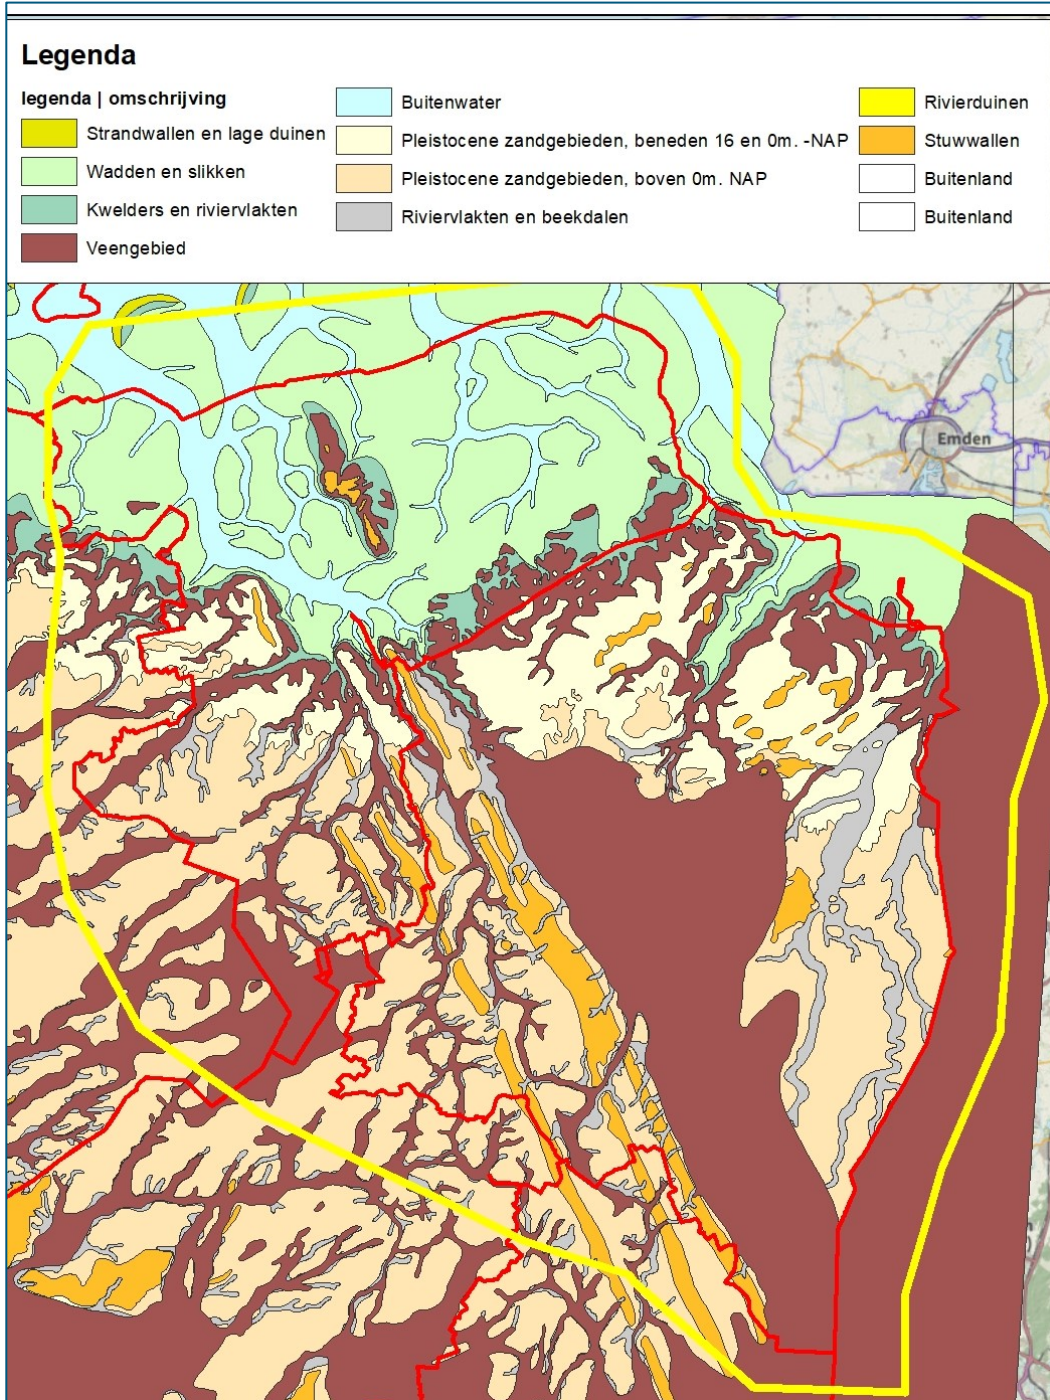 Legenda
legenda | omschrijving
Strandwallen en lage duinen
Wadden en slikken
Kwelders en riviervlakten
Veengebied
Buitenwater
Pleistocene zandgebieden, beneden 16 en 0m. -NAP
Pleistocene zandgebieden, boven 0m. NAP
Riviervlakten en beekdalen
Rivierduinen
Stuwwallen
Buitenland
Buitenland
Emden